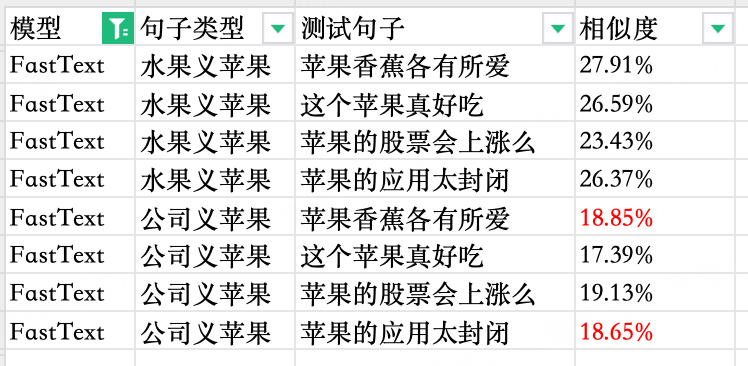 模型 句子类型 测试句子 相似度
FastText 水果义苹果 苹果香蕉各有所爱 27.91%
FastText 水果义苹果 这个苹果真好吃 26.59%
FastText 水果义苹果 苹果的股票会上涨么 23.43%
FastText 水果义苹果 苹果的应用太封闭 26.37%
FastText 公司义苹果 苹果香蕉各有所爱 18.85%
FastText 公司义苹果 这个苹果真好吃 17.39%
FastText 公司义苹果 苹果的股票会上涨么 19.13%
FastText 公司义苹果 苹果的应用太封闭 18.65%